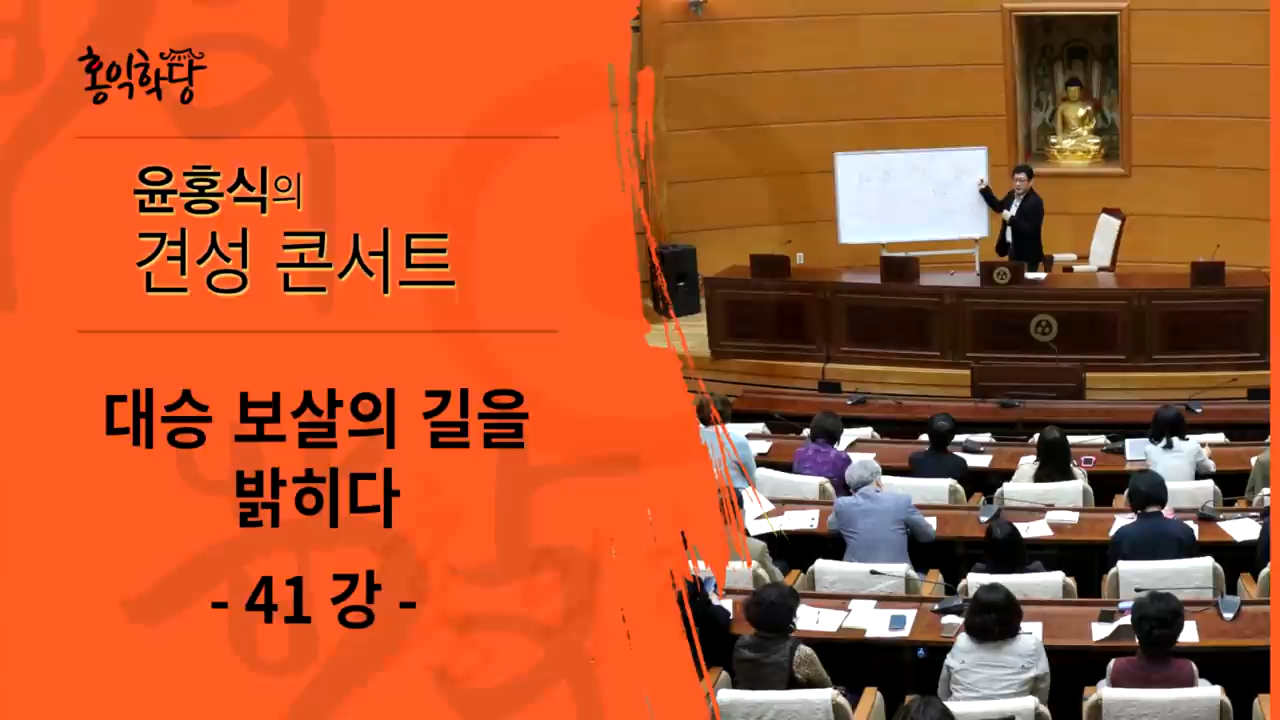 홍익학당
윤홍식의
견성 콘서트
대승 보살의 길을
밝히다
- 41 강 -